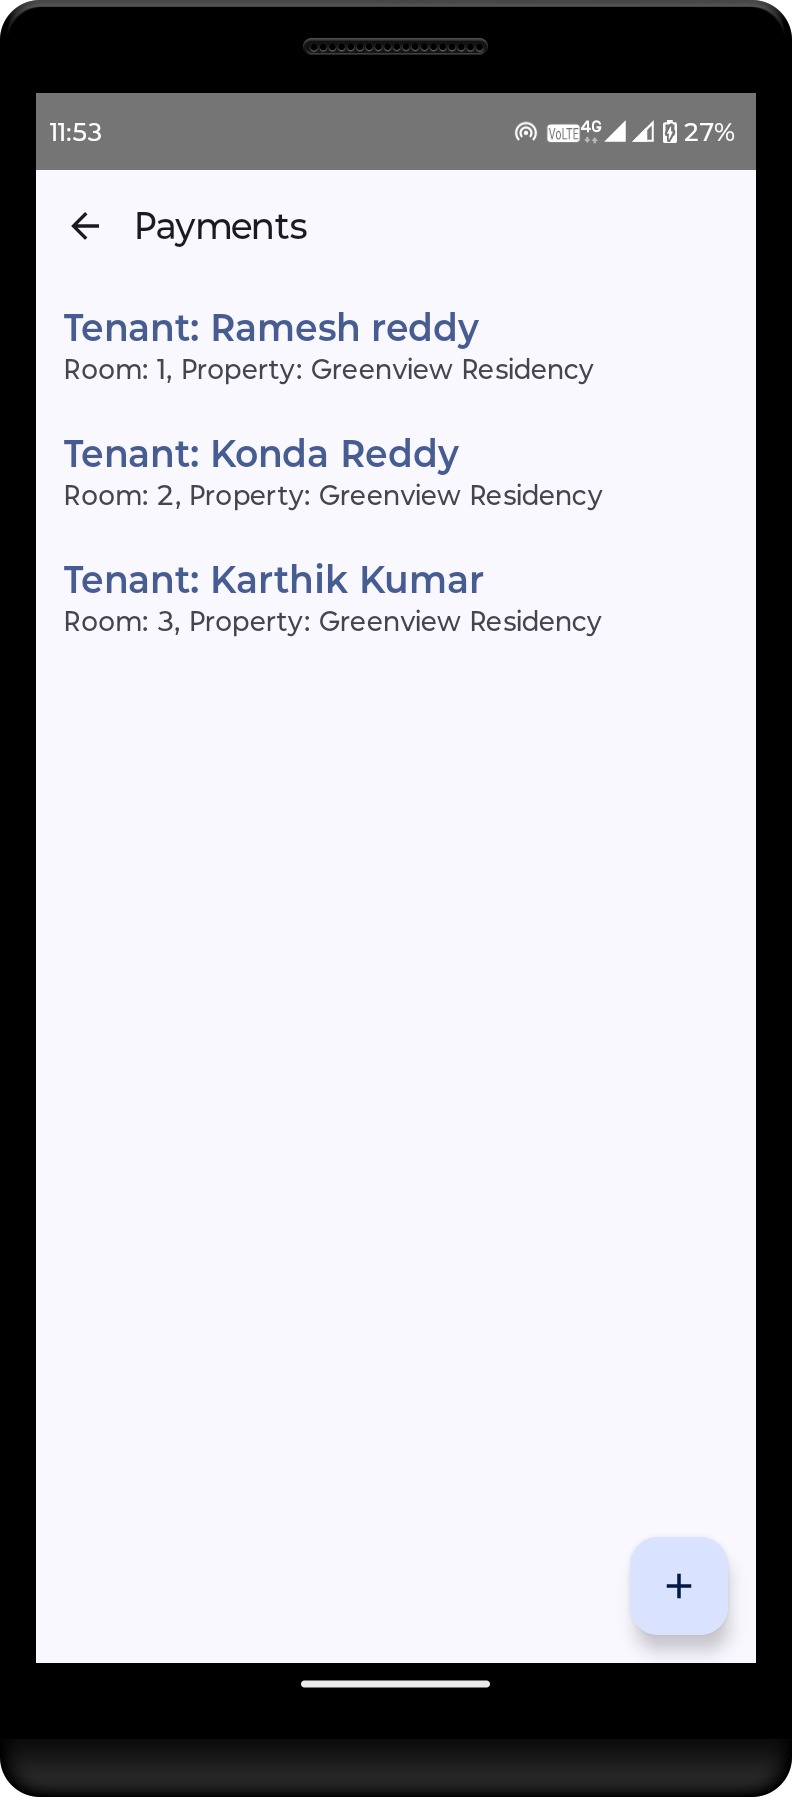 11:53 VoLTE 4G 27%
Payments
Tenant: Ramesh reddy
Room: 1, Property: Greenview Residency
Tenant: Konda Reddy
Room: 2, Property: Greenview Residency
Tenant: Karthik Kumar
Room: 3, Property: Greenview Residency